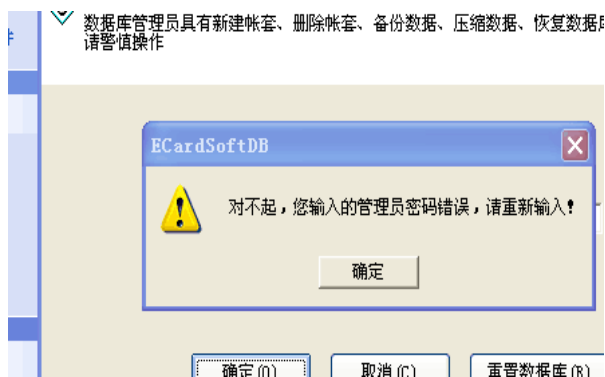 数据库管理员具有新建帐套、删除帐套、备份数据、压缩数据、恢复数据
请警慎操作
ECardSoftDB
对不起，您输入的管理员密码错误，请重新输入！
确定
确定(O)
取消(C)
重置数据库(R)